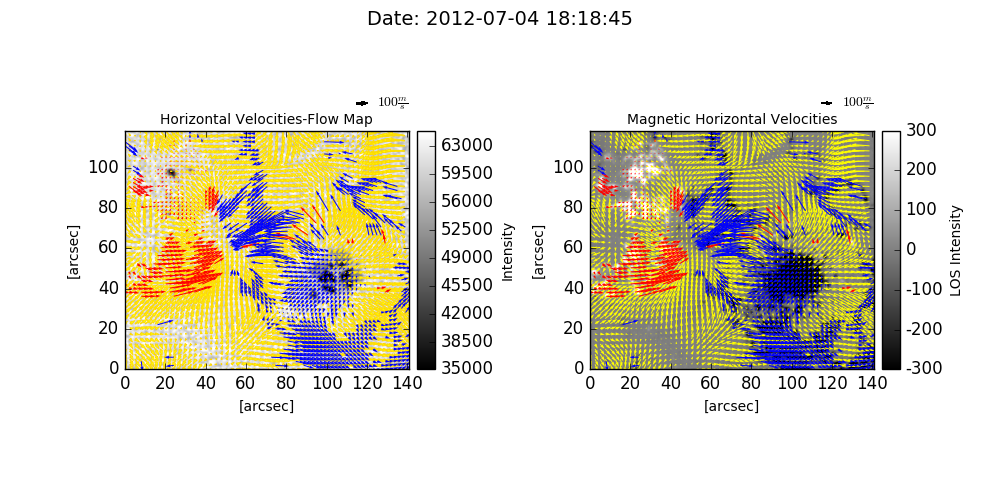 Date: 2012-07-04 18:18:45
100 m/s
100 m/s
Horizontal Velocities-Flow Map
Magnetic Horizontal Velocities
[arcsec]
100
80
60
40
20
0
0 20 40 60 80 100 120 140
[arcsec]
63000
59500
56000
52500
49000
45500
42000
38500
35000
Intensity
[arcsec]
100
80
60
40
20
0
0 20 40 60 80 100 120 140
[arcsec]
300
200
100
0
-100
-200
-300
LOS Intensity